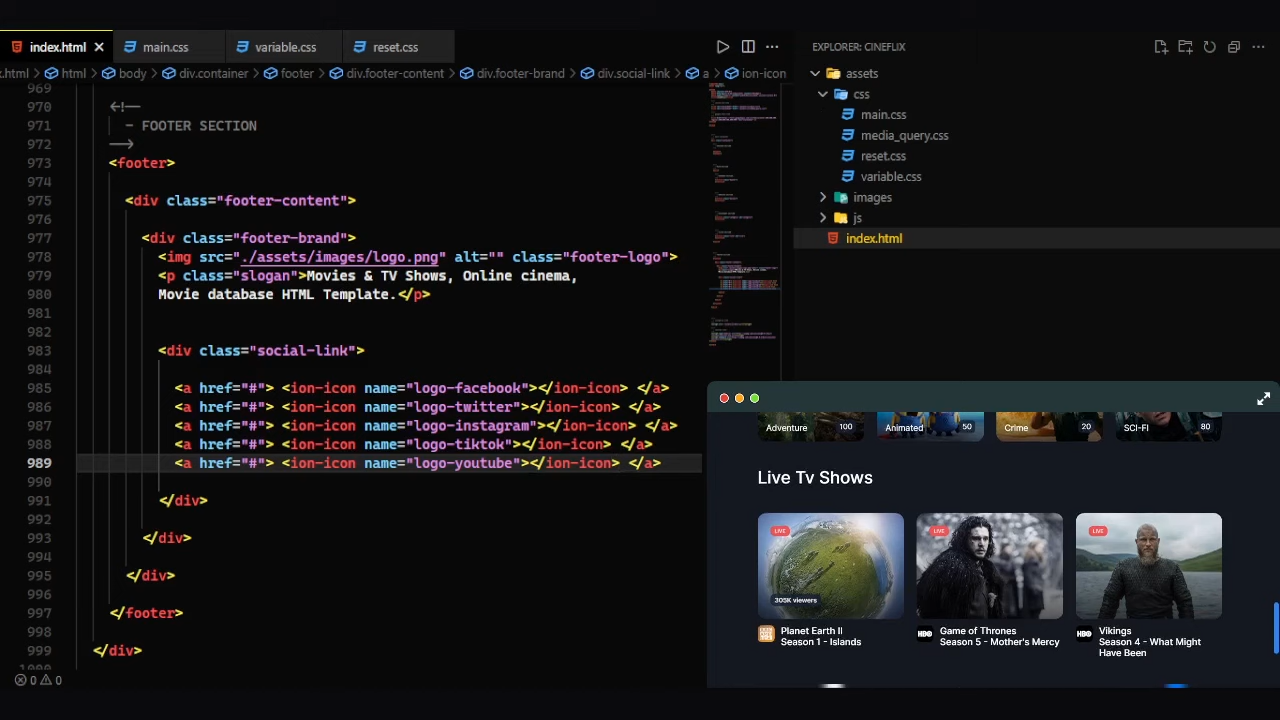 index.html
main.css
variable.css
reset.css
EXPLORER: CINEFLIX
.html > html > body > div.container > footer > div.footer-content > div.footer-brand > div.social-link > a > ion-icon
969
970 <!--
971 - FOOTER SECTION
972 -->
973 <footer>
974
975 <div class="footer-content">
976
977 <div class="footer-brand">
978 <img src="./assets/images/logo.png" alt="" class="footer-logo">
979 <p class="slogan">Movies & TV Shows, Online cinema,
980 Movie database HTML Template.</p>
981
982
983 <div class="social-link">
984
985 <a href="#"> <ion-icon name="logo-facebook"></ion-icon> </a>
986 <a href="#"> <ion-icon name="logo-twitter"></ion-icon> </a>
987 <a href="#"> <ion-icon name="logo-instagram"></ion-icon> </a>
988 <a href="#"> <ion-icon name="logo-tiktok"></ion-icon> </a>
989 <a href="#"> <ion-icon name="logo-youtube"></ion-icon> </a>
990
991 </div>
992
993 </div>
994
995 </div>
996
997 </footer>
998
999 </div>
1000
0 0
assets
css
main.css
media_query.css
reset.css
variable.css
images
js
index.html
Adventure 100
Animated 50
Crime 20
SCI-FI 80
Live Tv Shows
LIVE
LIVE
LIVE
305K viewers
Planet Earth II
Season 1 - Islands
HBO
Game of Thrones
Season 5 - Mother's Mercy
HBO
Vikings
Season 4 - What Might
Have Been